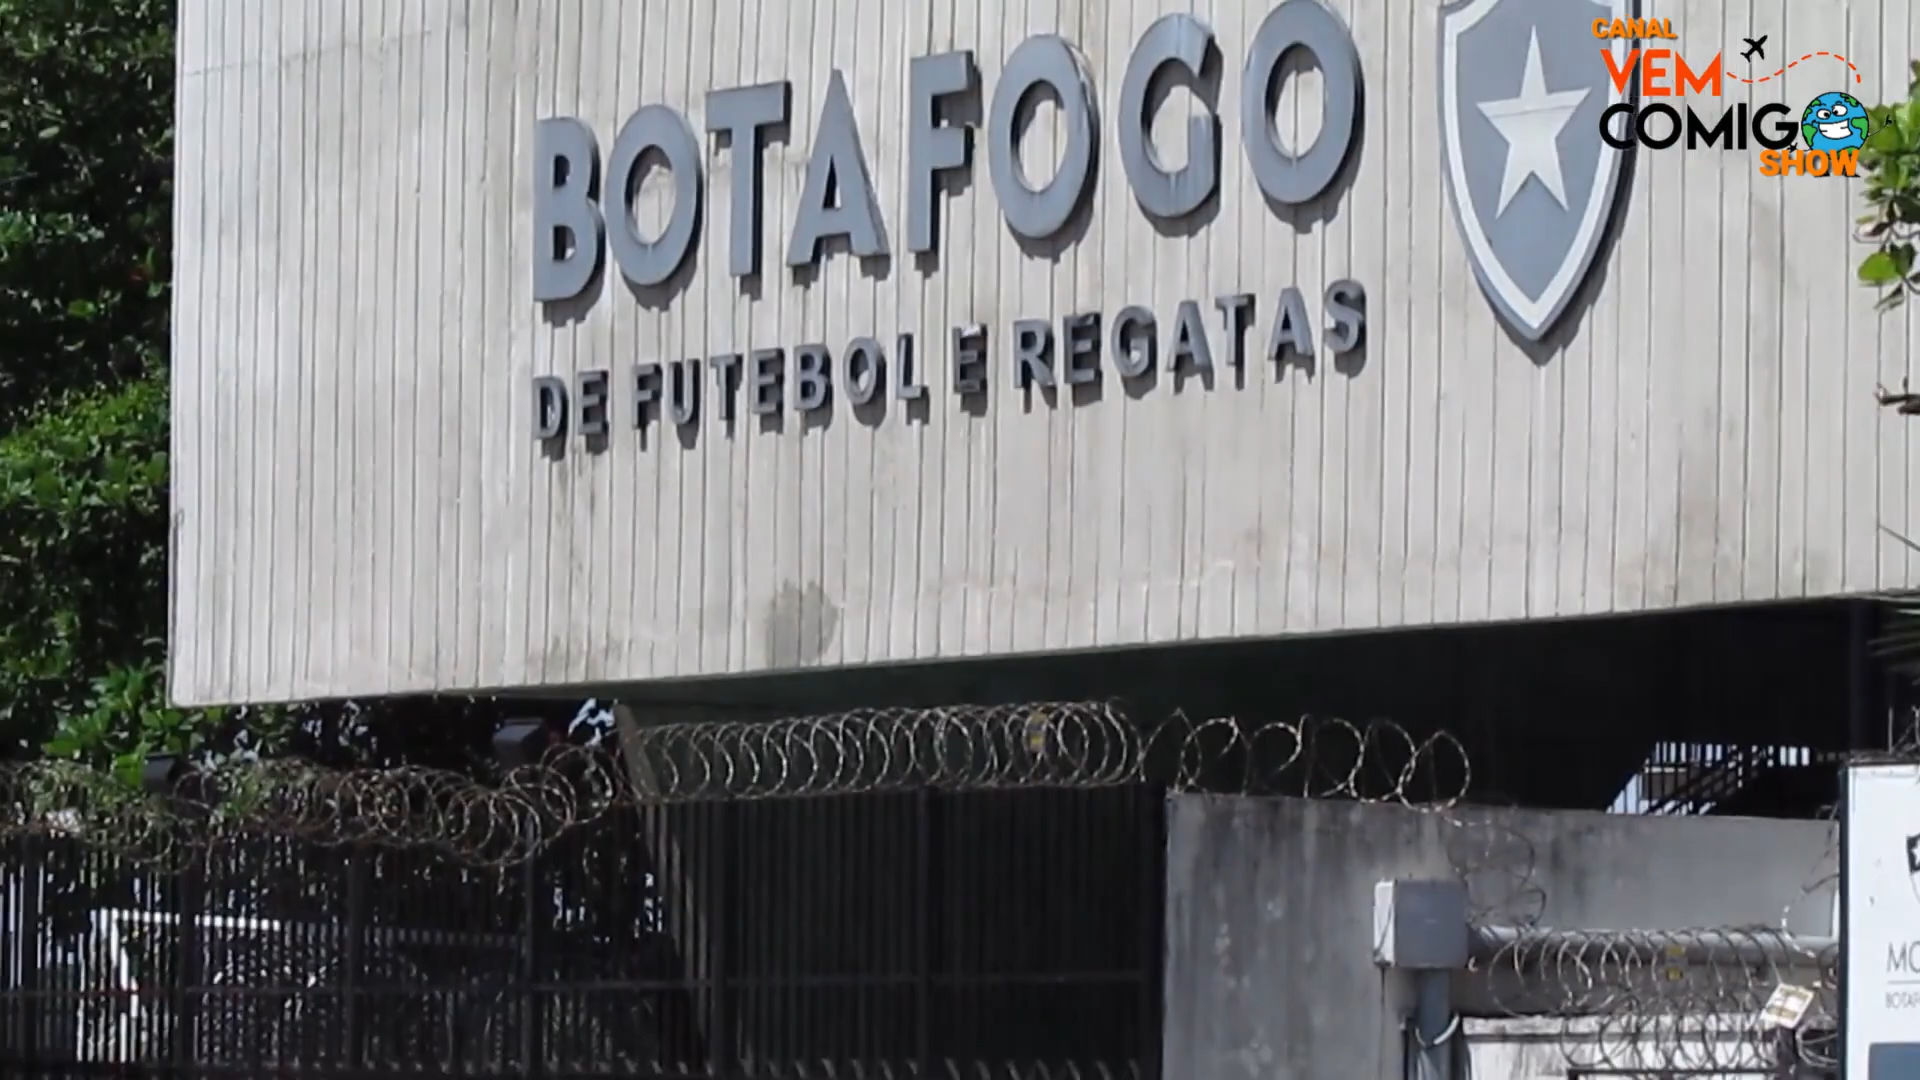 BOTAFOGO
DE FUTEBOL E REGATAS
CANAL
VEM
COMIGO
SHOW